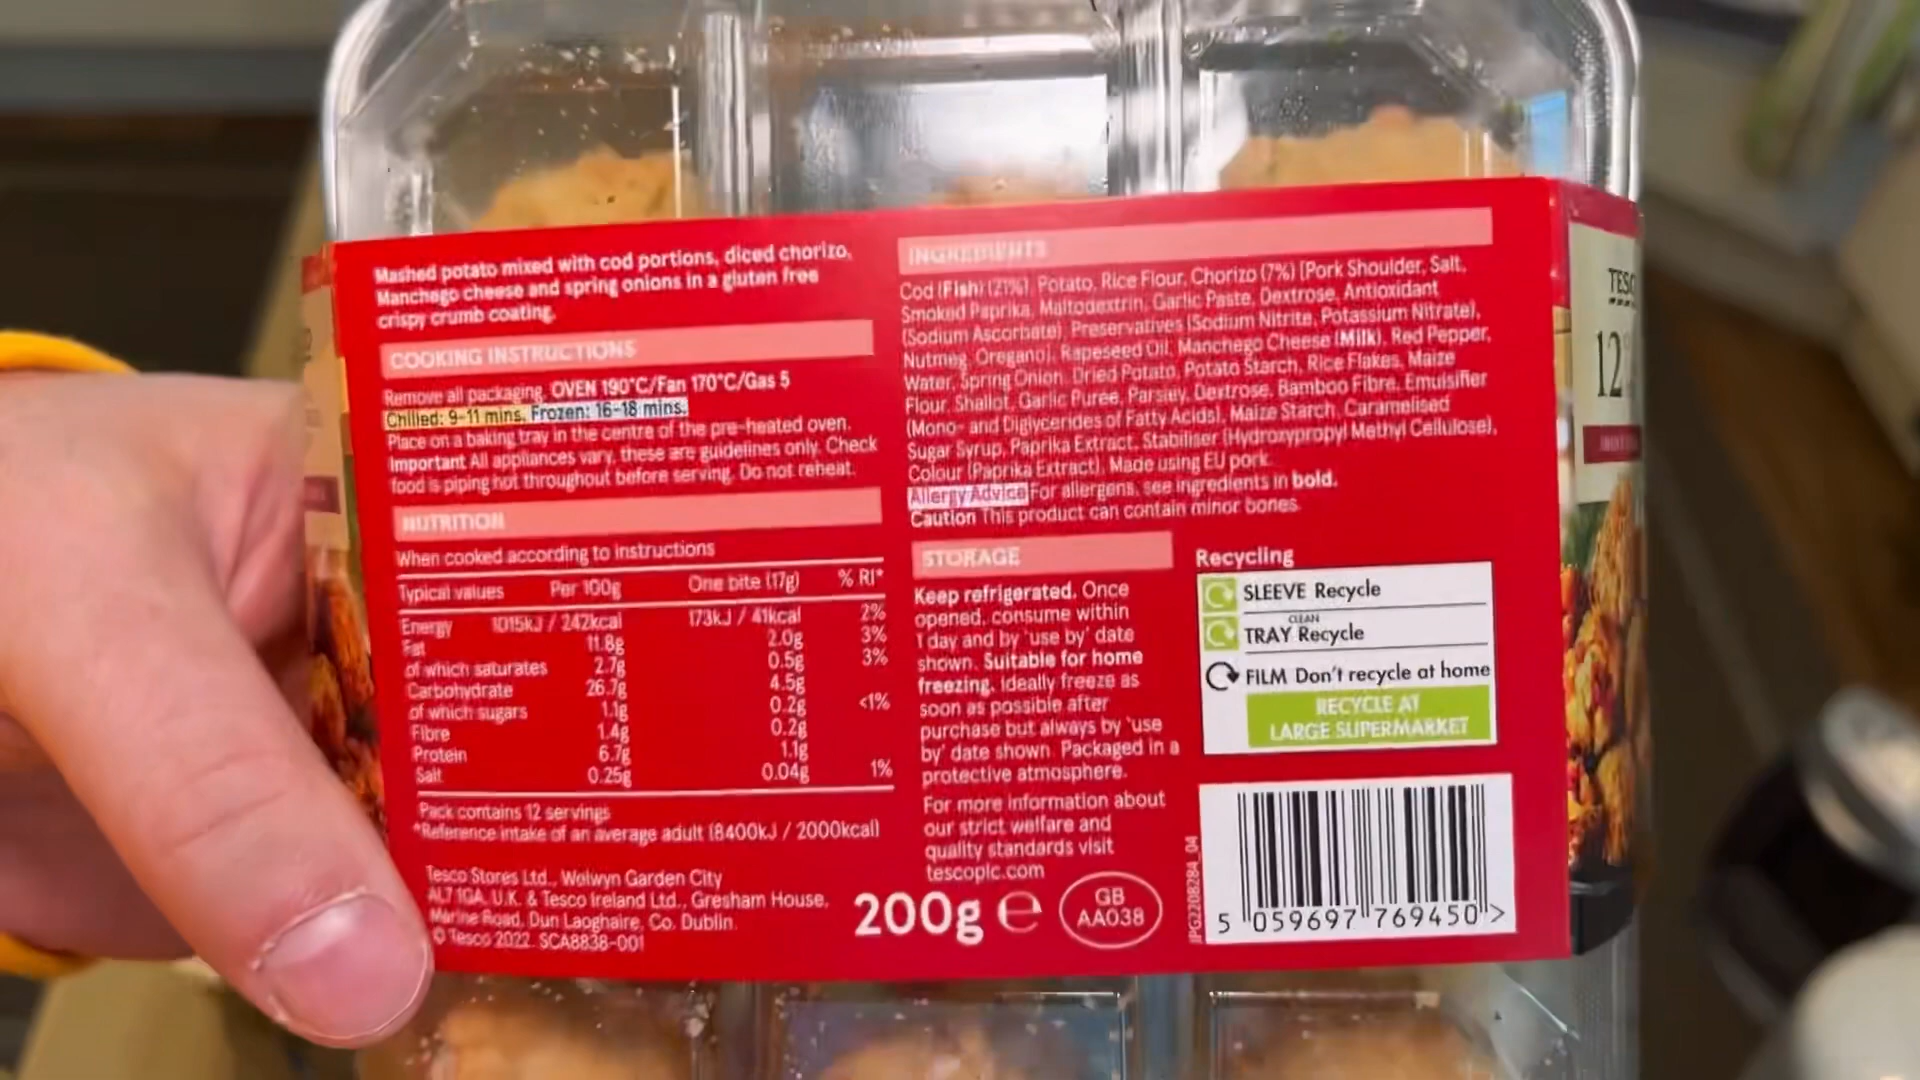 Mashed potato mixed with cod portions, diced chorizo,
Manchego cheese and spring onions in a gluten free
crispy crumb coating.
COOKING INSTRUCTIONS
Remove all packaging. OVEN 190°C/Fan 170°C/Gas 5
Chilled: 9-11 mins. Frozen: 16-18 mins.
Place on a baking tray in the centre of the pre-heated oven.
Important All appliances vary, these are guidelines only. Check
food is piping hot throughout before serving. Do not reheat.
NUTRITION
When cooked according to instructions
Typical values Per 100g One bite (17g) % RI*
Energy 1015kJ / 242kcal 173kJ / 41kcal 2%
Fat 11.8g 2.0g 3%
of which saturates 2.7g 0.5g 3%
Carbohydrate 26.7g 4.5g
of which sugars 1.1g 0.2g <1%
Fibre 1.4g 0.2g
Protein 6.7g 1.1g
Salt 0.25g 0.04g 1%
Pack contains 12 servings
*Reference intake of an average adult (8400kJ / 2000kcal)
Tesco Stores Ltd., Welwyn Garden City
AL7 1GA, U.K. & Tesco Ireland Ltd., Gresham House,
Marine Road, Dun Laoghaire, Co. Dublin.
© Tesco 2022. SCA8838-001
INGREDIENTS
Cod (Fish) (21%), Potato, Rice Flour, Chorizo (7%) [Pork Shoulder, Salt,
Smoked Paprika, Maltodextrin, Garlic Paste, Dextrose, Antioxidant
(Sodium Ascorbate), Preservatives (Sodium Nitrite, Potassium Nitrate),
Nutmeg, Oregano], Rapeseed Oil, Manchego Cheese (Milk), Red Pepper,
Water, Spring Onion, Dried Potato, Potato Starch, Rice Flakes, Maize
Flour, Shallot, Garlic Puree, Parsley, Dextrose, Bamboo Fibre, Emulsifier
(Mono- and Diglycerides of Fatty Acids), Maize Starch, Caramelised
Sugar Syrup, Paprika Extract, Stabiliser (Hydroxypropyl Methyl Cellulose),
Colour (Paprika Extract). Made using EU pork.
Allergy Advice For allergens, see ingredients in bold.
Caution This product can contain minor bones.
STORAGE
Keep refrigerated. Once
opened, consume within
1 day and by 'use by' date
shown. Suitable for home
freezing. Ideally freeze as
soon as possible after
purchase but always by 'use
by' date shown. Packaged in a
protective atmosphere.
For more information about
our strict welfare and
quality standards visit
tescoplc.com
200g e
GB
AA038
Recycling
SLEEVE Recycle
CLEAN
TRAY Recycle
FILM Don't recycle at home
RECYCLE AT
LARGE SUPERMARKET
JPG2208284_04
5 059697 769450 >
TESC
12